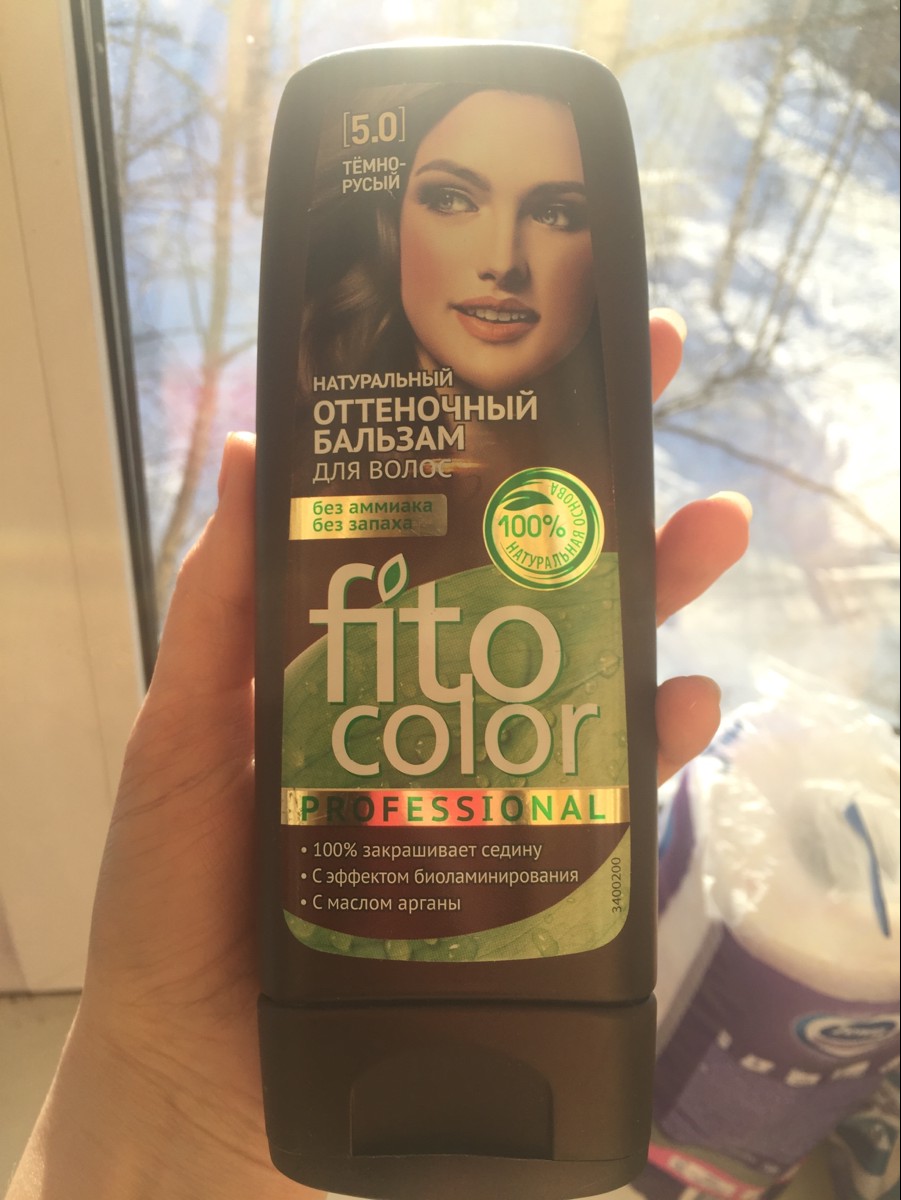 [5.0]
ТЁМНО-
РУСЫЙ
НАТУРАЛЬНЫЙ
ОТТЕНОЧНЫЙ
БАЛЬЗАМ
ДЛЯ ВОЛОС
без аммиака
без запаха
100%
НАТУРАЛЬНАЯ ОСНОВА
fito
color
PROFESSIONAL
• 100% закрашивает седину
• С эффектом биоламинирования
• С маслом арганы
3400200